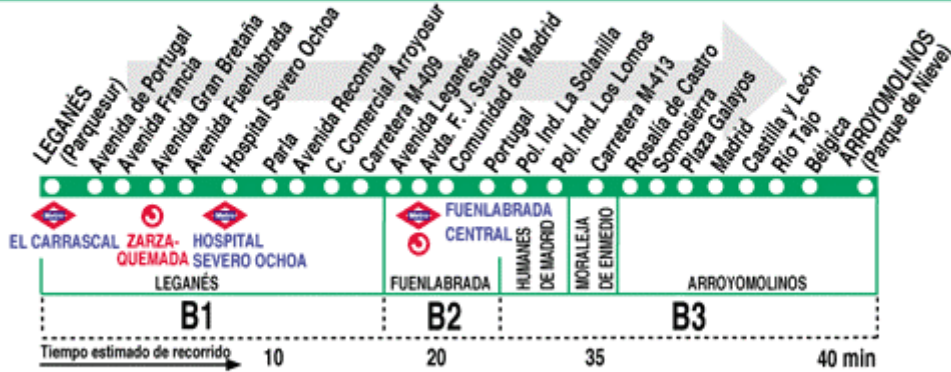 LEGANÉS
(Parquesur)
Avenida de Portugal
Avenida Francia
Avenida Gran Bretaña
Avenida Fuenlabrada
Hospital Severo Ochoa
Parla
Avenida Recomba
C. Comercial Arroyosur
Carretera M-409
Avenida Leganés
Avda. F. J. Sauquillo
Comunidad de Madrid
Portugal
Pol. Ind. La Solanilla
Pol. Ind. Los Lomos
Carretera M-413
Rosalía de Castro
Somosierra
Plaza Galayos
Madrid
Castilla y León
Río Tajo
Bélgica
ARROYOMOLINOS
(Parque de Nieve)
Metro
EL CARRASCAL
ZARZA-
QUEMADA
Metro
HOSPITAL
SEVERO OCHOA
Metro
FUENLABRADA
CENTRAL
LEGANÉS
FUENLABRADA
HUMANES
DE MADRID
MORALEJA
DE ENMEDIO
ARROYOMOLINOS
B1
B2
B3
Tiempo estimado de recorrido
10
20
35
40 min